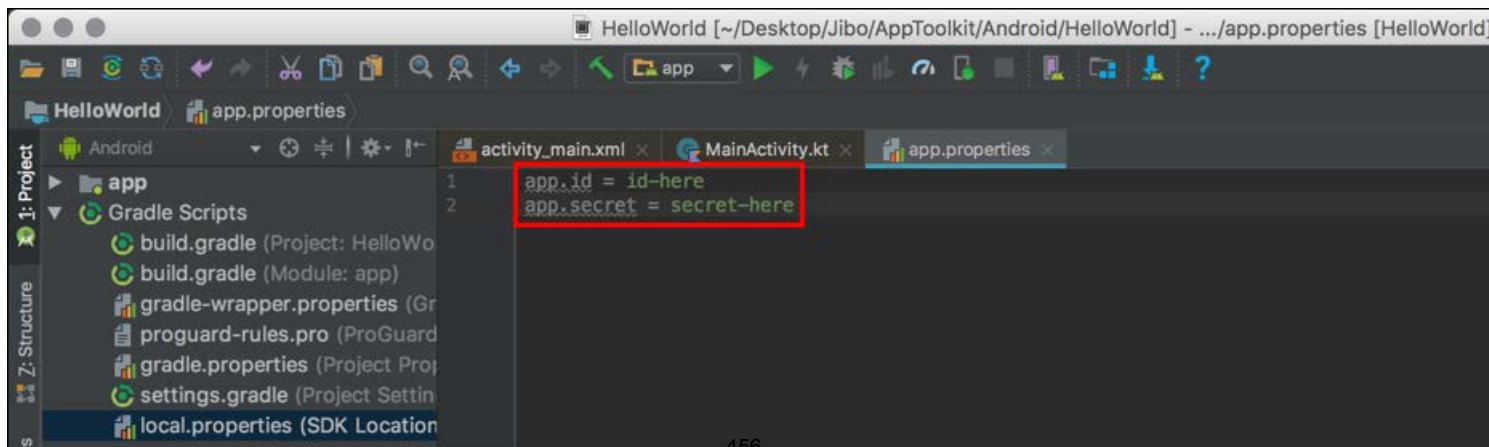 HelloWorld [~/Desktop/Jibo/AppToolkit/Android/HelloWorld] - .../app.properties [HelloWorld]
app
?
HelloWorld
app.properties
1: Project
Android
activity_main.xml
MainActivity.kt
app.properties
app
Gradle Scripts
build.gradle (Project: HelloWo
build.gradle (Module: app)
gradle-wrapper.properties (Gr
proguard-rules.pro (ProGuard
gradle.properties (Project Prop
settings.gradle (Project Settin
local.properties (SDK Location
1 app.id = id-here
2 app.secret = secret-here
Z: Structure
456